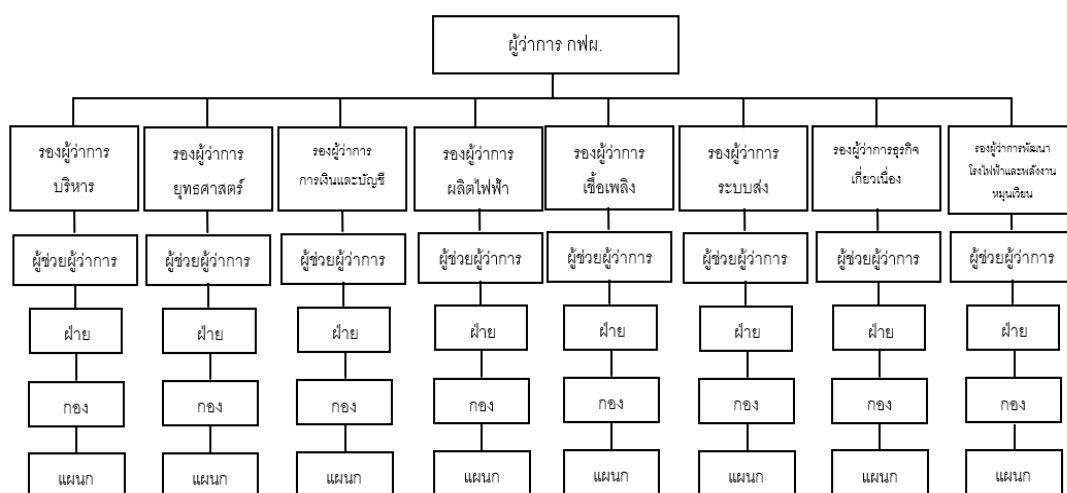 ผู้ว่าการ กฟผ.
รองผู้ว่าการ
บริหาร
รองผู้ว่าการ
ยุทธศาสตร์
รองผู้ว่าการ
การเงินและบัญชี
รองผู้ว่าการ
ผลิตไฟฟ้า
รองผู้ว่าการ
เชื้อเพลิง
รองผู้ว่าการ
ระบบส่ง
รองผู้ว่าการธุรกิจ
เกี่ยวเนื่อง
รองผู้ว่าการพัฒนา
โรงไฟฟ้าและพลังงาน
หมุนเวียน
ผู้ช่วยผู้ว่าการ
ผู้ช่วยผู้ว่าการ
ผู้ช่วยผู้ว่าการ
ผู้ช่วยผู้ว่าการ
ผู้ช่วยผู้ว่าการ
ผู้ช่วยผู้ว่าการ
ผู้ช่วยผู้ว่าการ
ผู้ช่วยผู้ว่าการ
ฝ่าย
ฝ่าย
ฝ่าย
ฝ่าย
ฝ่าย
ฝ่าย
ฝ่าย
ฝ่าย
กอง
กอง
กอง
กอง
กอง
กอง
กอง
กอง
แผนก
แผนก
แผนก
แผนก
แผนก
แผนก
แผนก
แผนก